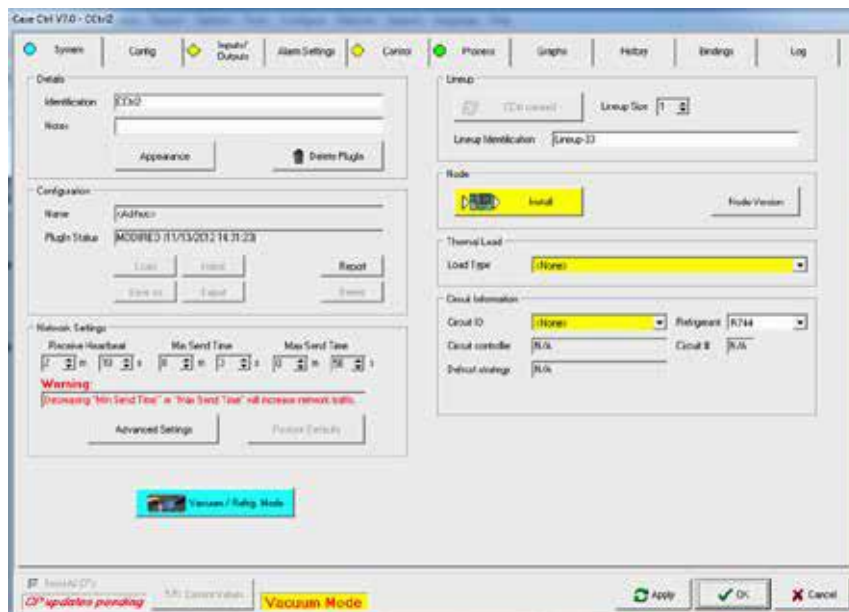 Case Ctrl V7.0 - CCtrl2
System
Config
Inputs/
Outputs
Alarm Settings
Control
Process
Graphs
History
Bindings
Log
Details
Identification CCtrl2
Notes
Appearance
Delete PlugIn
Configuration
Name <Adhoc>
PlugIn Status MODIFIED (11/13/2012 14:31:23)
Load
Report
Save as
Export
Network Settings
Receive Heartbeat Min Send Time Max Send Time
m s 0 m s 0 m s
Warning:
Decreasing "Min Send Time" or "Max Send Time" will increase network traffic.
Advanced Settings
Restore Defaults
Vacuum / Refrig. Mode
Lineup
Lineup Size 1
Lineup Identification Lineup-33
Node
Install
Node Version
Thermal Load
Load Type <None>
Circuit Information
Circuit ID <None> Refrigerant R744
Circuit controller N/A Circuit # N/A
Defrost strategy N/A
CP updates pending
Vacuum Mode
Apply
OK
Cancel